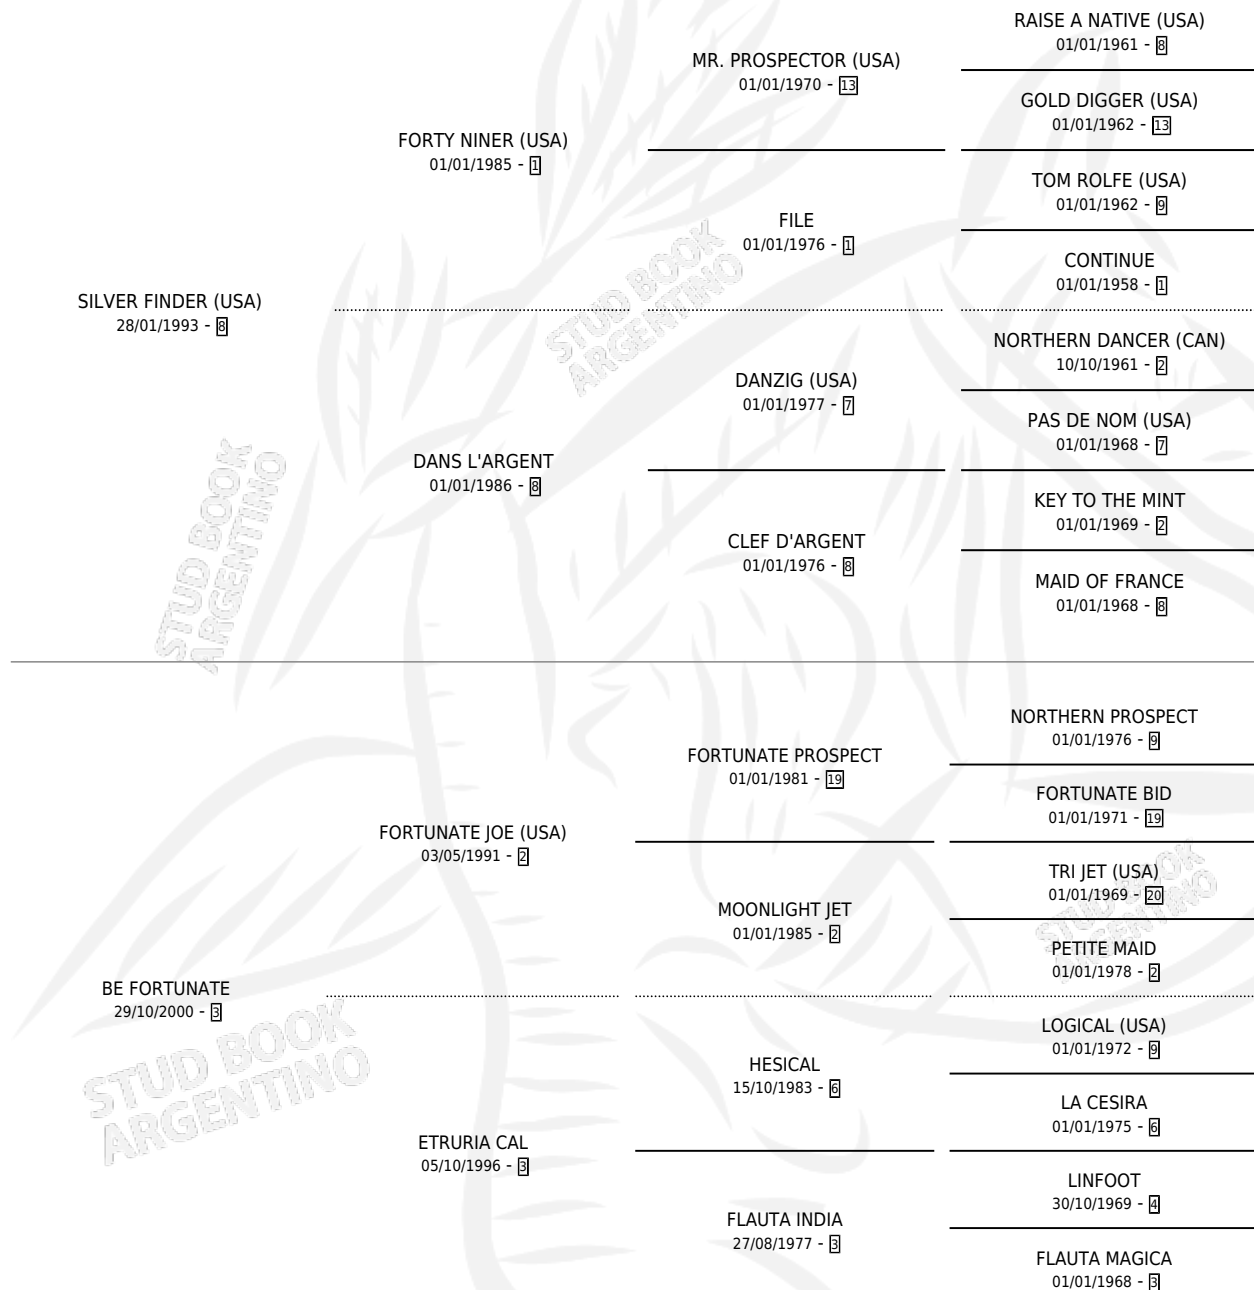 RAISE A NATIVE (USA)
01/01/1961 - 8
MR. PROSPECTOR (USA)
01/01/1970 - 13
GOLD DIGGER (USA)
01/01/1962 - 13
FORTY NINER (USA)
01/01/1985 - 1
TOM ROLFE (USA)
01/01/1962 - 9
FILE
01/01/1976 - 1
CONTINUE
01/01/1958 - 1
SILVER FINDER (USA)
28/01/1993 - 8
NORTHERN DANCER (CAN)
10/10/1961 - 2
DANZIG (USA)
01/01/1977 - 7
PAS DE NOM (USA)
01/01/1968 - 7
DANS L'ARGENT
01/01/1986 - 8
KEY TO THE MINT
01/01/1969 - 2
CLEF D'ARGENT
01/01/1976 - 8
MAID OF FRANCE
01/01/1968 - 8
NORTHERN PROSPECT
01/01/1976 - 9
FORTUNATE PROSPECT
01/01/1981 - 19
FORTUNATE BID
01/01/1971 - 19
FORTUNATE JOE (USA)
03/05/1991 - 2
TRI JET (USA)
01/01/1969 - 20
MOONLIGHT JET
01/01/1985 - 2
PETITE MAID
01/01/1978 - 2
BE FORTUNATE
29/10/2000 - 3
LOGICAL (USA)
01/01/1972 - 9
HESICAL
15/10/1983 - 6
LA CESIRA
01/01/1975 - 6
ETRURIA CAL
05/10/1996 - 3
LINFOOT
30/10/1969 - 4
FLAUTA INDIA
27/08/1977 - 3
FLAUTA MAGICA
01/01/1968 - 3
STUD BOOK
ARGENTINO
STUD BOOK
ARGENTINO
STUD BOOK
ARGENTINO
STUD BOOK
ARGENTINO